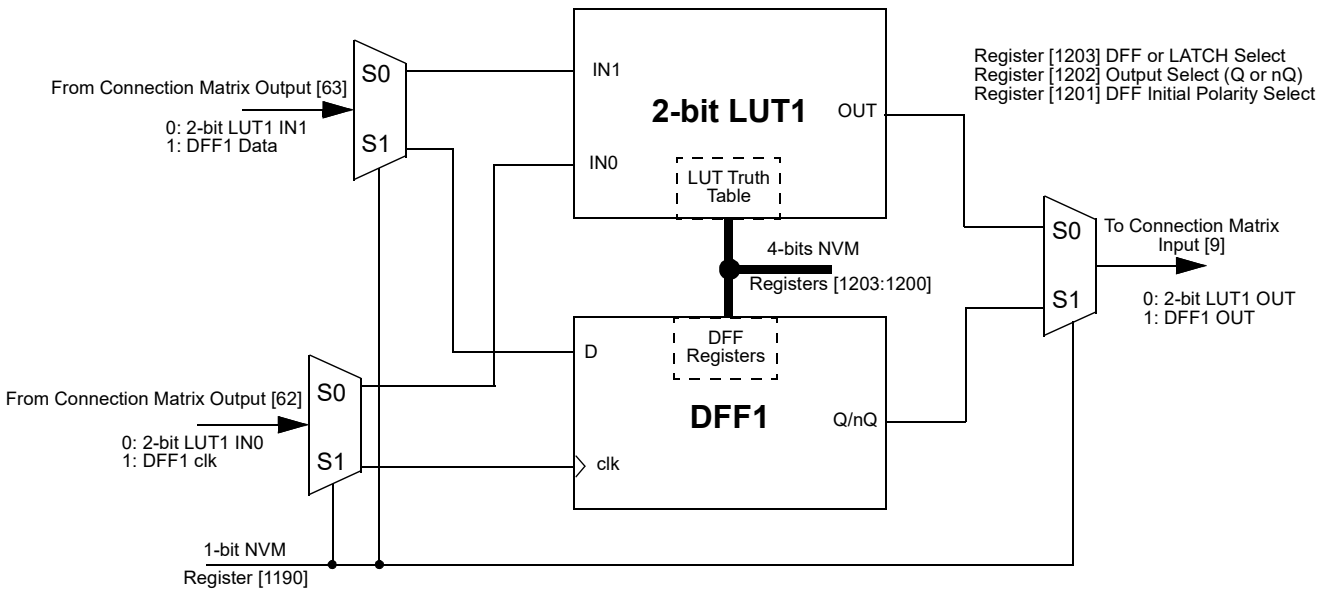 Register [1203] DFF or LATCH Select
Register [1202] Output Select (Q or nQ)
Register [1201] DFF Initial Polarity Select
From Connection Matrix Output [63]
0: 2-bit LUT1 IN1
1: DFF1 Data
S0
S1
IN1
2-bit LUT1
OUT
IN0
LUT Truth
Table
4-bits NVM
Registers [1203:1200]
S0
S1
To Connection Matrix
Input [9]
0: 2-bit LUT1 OUT
1: DFF1 OUT
DFF
Registers
D
DFF1
Q/nQ
clk
From Connection Matrix Output [62]
0: 2-bit LUT1 IN0
1: DFF1 clk
S0
S1
1-bit NVM
Register [1190]